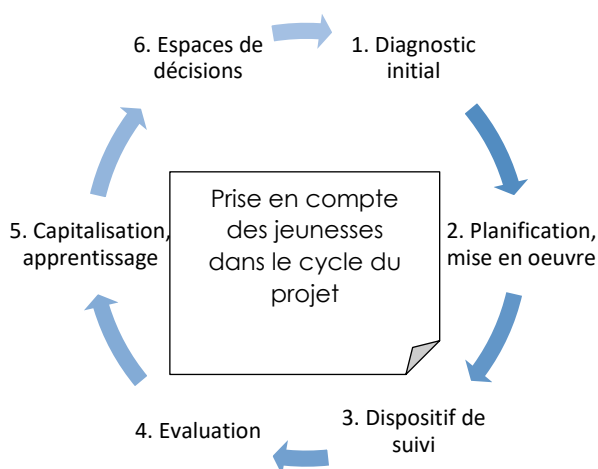 6. Espaces de
décisions
1. Diagnostic
initial
Prise en compte
des jeunesses
dans le cycle du
projet
5. Capitalisation,
apprentissage
2. Planification,
mise en oeuvre
4. Evaluation
3. Dispositif de
suivi